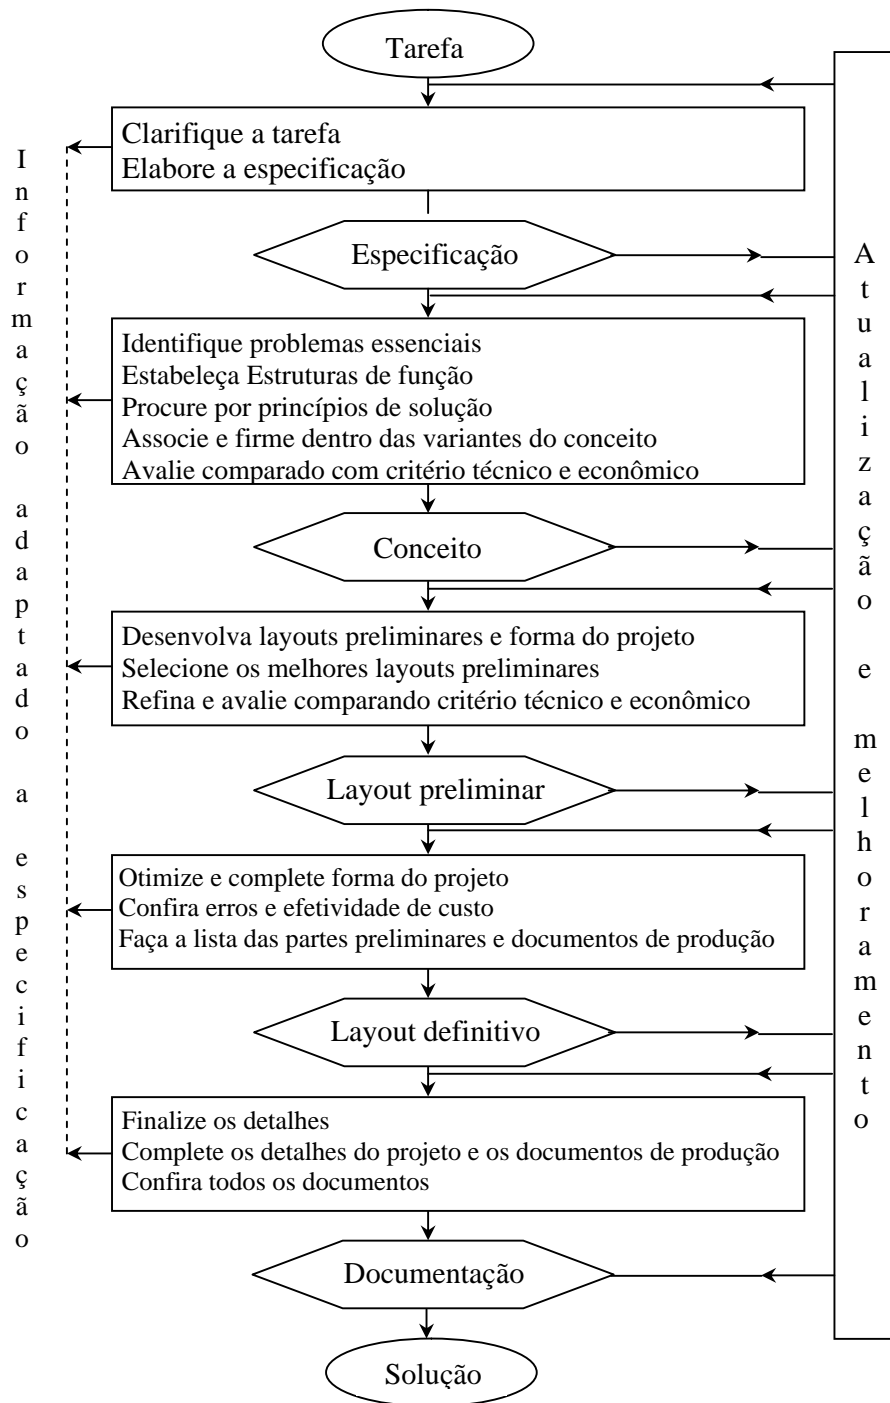 Tarefa
Clarifique a tarefa
Elabore a especificação
Especificação
Identifique problemas essenciais
Estabeleça Estruturas de função
Procure por princípios de solução
Associe e firme dentro das variantes do conceito
Avalie comparado com critério técnico e econômico
Conceito
Desenvolva layouts preliminares e forma do projeto
Selecione os melhores layouts preliminares
Refina e avalie comparando critério técnico e econômico
Layout preliminar
Otimize e complete forma do projeto
Confira erros e efetividade de custo
Faça a lista das partes preliminares e documentos de produção
Layout definitivo
Finalize os detalhes
Complete os detalhes do projeto e os documentos de produção
Confira todos os documentos
Documentação
Solução
Informação adaptado a especificação
Atualização e melhoramento